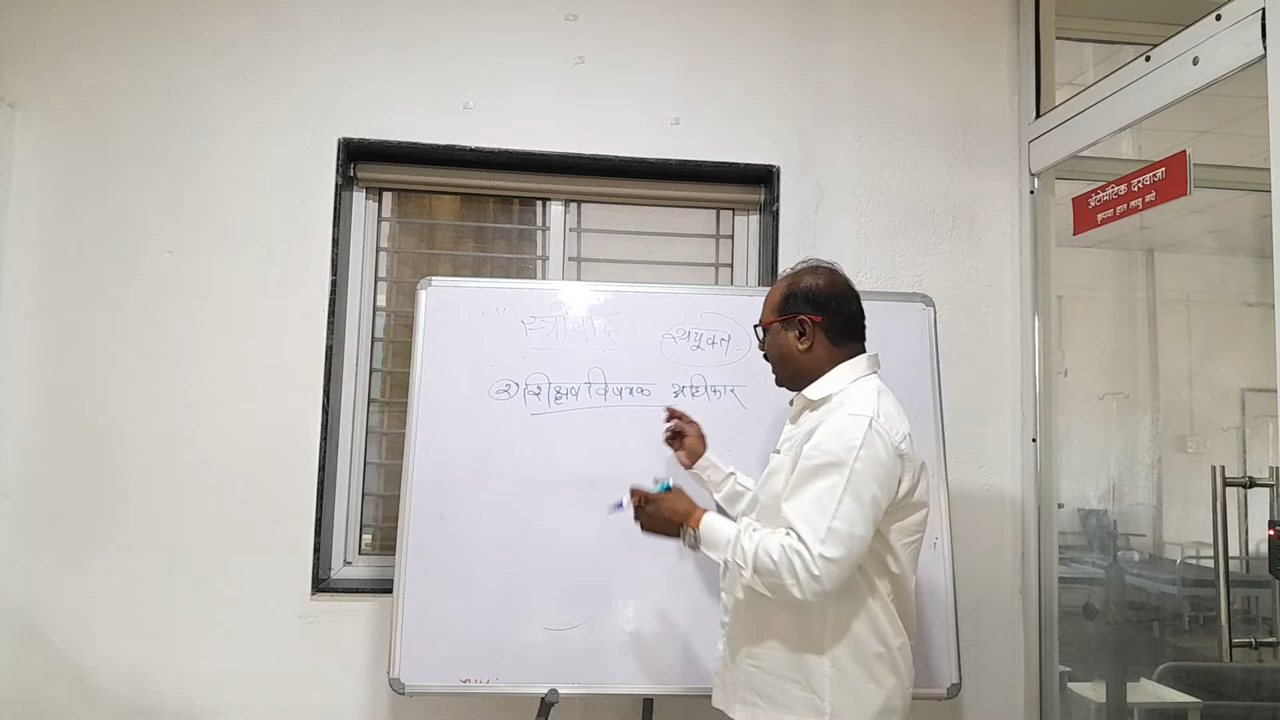 स्त्रीवाद
संयुक्त
२) शिक्षण विषयक अधिकार
ॲटोमॅटिक दरवाजा
कृपया हात लावु नये